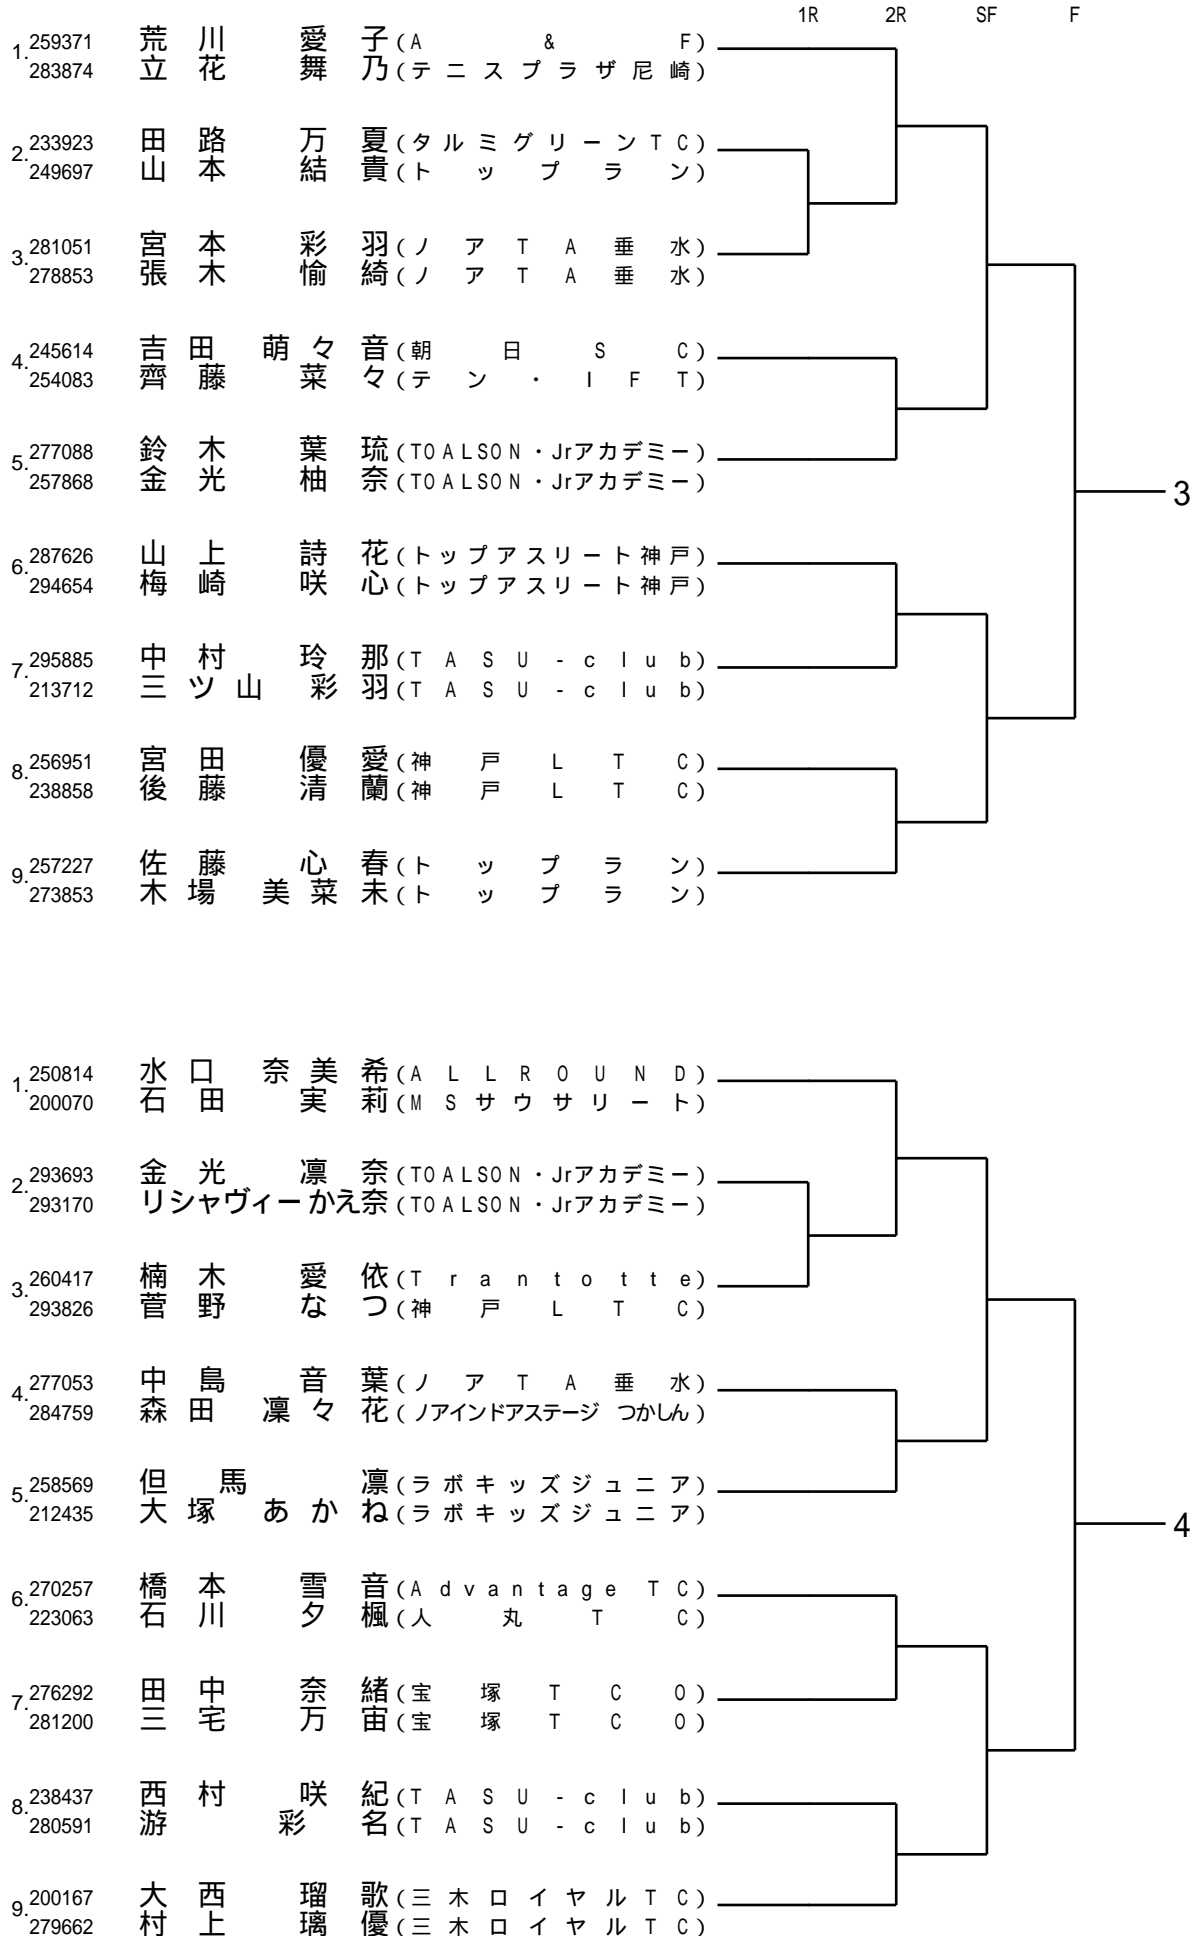 1R 2R SF F
1. 259371 荒川 愛子 (A & F)
283874 立花 舞乃 (テニスプラザ尼崎)
2. 233923 田路 万夏 (タルミグリーンTC)
249697 山本 結貴 (トップラン)
3. 281051 宮本 彩羽 (ノアTA垂水)
278853 張木 愉綺 (ノアTA垂水)
4. 245614 吉田 萌々音 (朝日SC)
254083 齊藤 菜々 (テン・IFT)
5. 277088 鈴木 葉琉 (TOALSON・Jrアカデミー)
257868 金光 柚奈 (TOALSON・Jrアカデミー)
3
6. 287626 山上 詩花 (トップアスリート神戸)
294654 梅崎 咲心 (トップアスリート神戸)
7. 295885 中村 玲那 (TASU-club)
213712 三ツ山 彩羽 (TASU-club)
8. 256951 宮田 優愛 (神戸LTC)
238858 後藤 清蘭 (神戸LTC)
9. 257227 佐藤 心春 (トップラン)
273853 木場 美菜未 (トップラン)
1. 250814 水口 奈美希 (ALLROUND)
200070 石田 実莉 (MSサウサリート)
2. 293693 金光 凛奈 (TOALSON・Jrアカデミー)
293170 リシャヴィーかえ奈 (TOALSON・Jrアカデミー)
3. 260417 楠木 愛依 (Trantotte)
293826 菅野 なつ (神戸LTC)
4. 277053 中島 音葉 (ノアTA垂水)
284759 森田 凜々花 (ノアインドアステージ つかしん)
5. 258569 但馬 凛 (ラボキッズジュニア)
212435 大塚 あかね (ラボキッズジュニア)
4
6. 270257 橋本 雪音 (Advantage TC)
223063 石川 夕楓 (人丸TC)
7. 276292 田中 奈緒 (宝塚TCO)
281200 三宅 万宙 (宝塚TCO)
8. 238437 西村 咲紀 (TASU-club)
280591 游 彩名 (TASU-club)
9. 200167 大西 瑠歌 (三木ロイヤルTC)
279662 村上 璃優 (三木ロイヤルTC)